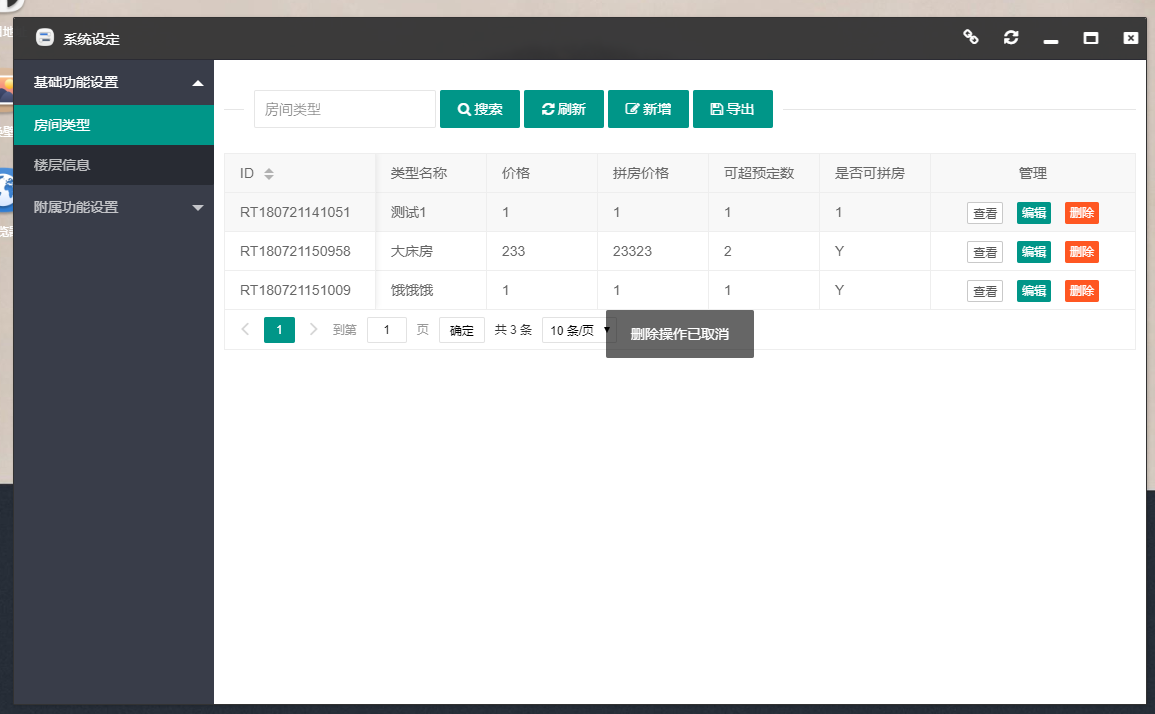 系统设定
基础功能设置
房间类型
楼层信息
附属功能设置
房间类型 搜索 刷新 新增 导出
ID 类型名称 价格 拼房价格 可超预定数 是否可拼房 管理
RT180721141051 测试1 1 1 1 1 查看 编辑 删除
RT180721150958 大床房 233 23323 2 Y 查看 编辑 删除
RT180721151009 饿饿饿 1 1 1 Y 查看 编辑 删除
1 到第 1 页 确定 共 3 条 10 条/页
删除操作已取消